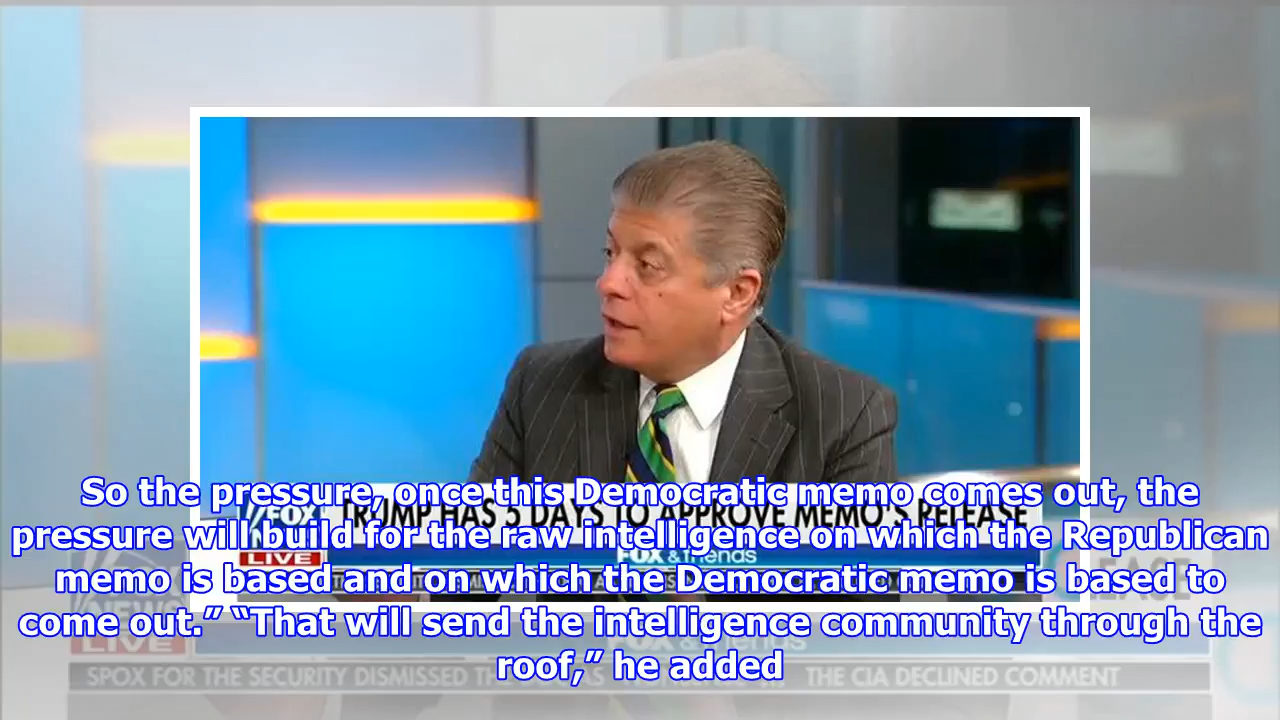 So the pressure, once this Democratic memo comes out, the
pressure will build for the raw intelligence on which the Republican
memo is based and on which the Democratic memo is based to
come out.” “That will send the intelligence community through the
roof,” he added
FOX
TRUMP HAS 5 DAYS TO APPROVE MEMO'S RELEASE
LIVE
FOX & friends
NEWS
LIVE
SPOX FOR THE SECURITY DISMISSED THE
THE CIA DECLINED COMMENT